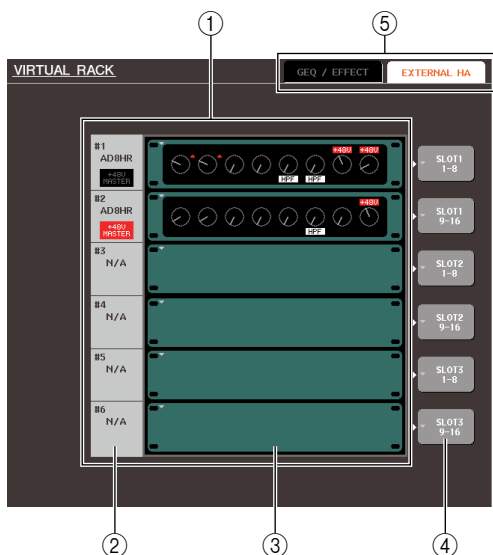 ①
⑤
VIRTUAL RACK
GEQ / EFFECT
EXTERNAL HA
#1
AD8HR
+48V
MASTER
+48V
+48V
HPF
HPF
SLOT1
1-8
#2
AD8HR
+48V
MASTER
+48V
HPF
SLOT1
9-16
#3
N/A
SLOT2
1-8
#4
N/A
SLOT2
9-16
#5
N/A
SLOT3
1-8
#6
N/A
SLOT3
9-16
②
③
④